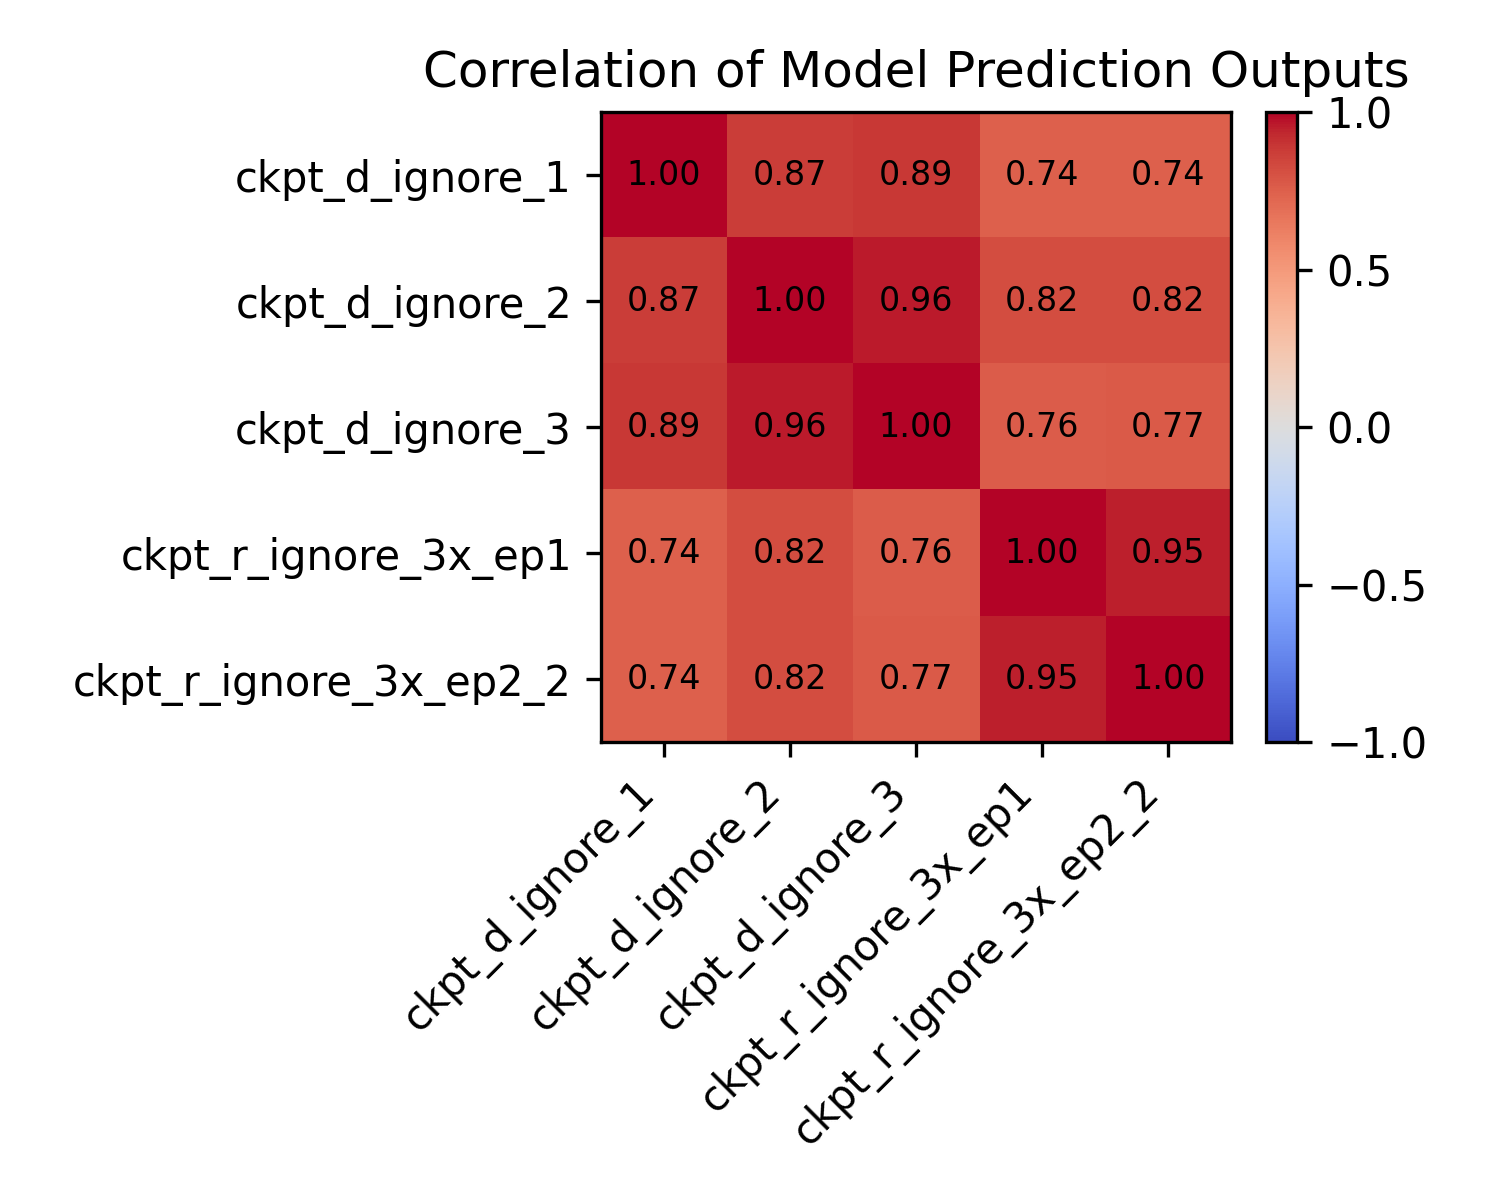 Correlation of Model Prediction Outputs
ckpt_d_ignore_1 1.00 0.87 0.89 0.74 0.74
ckpt_d_ignore_2 0.87 1.00 0.96 0.82 0.82
ckpt_d_ignore_3 0.89 0.96 1.00 0.76 0.77
ckpt_r_ignore_3x_ep1 0.74 0.82 0.76 1.00 0.95
ckpt_r_ignore_3x_ep2_2 0.74 0.82 0.77 0.95 1.00
ckpt_d_ignore_1
ckpt_d_ignore_2
ckpt_d_ignore_3
ckpt_r_ignore_3x_ep1
ckpt_r_ignore_3x_ep2_2
1.0
0.5
0.0
−0.5
−1.0